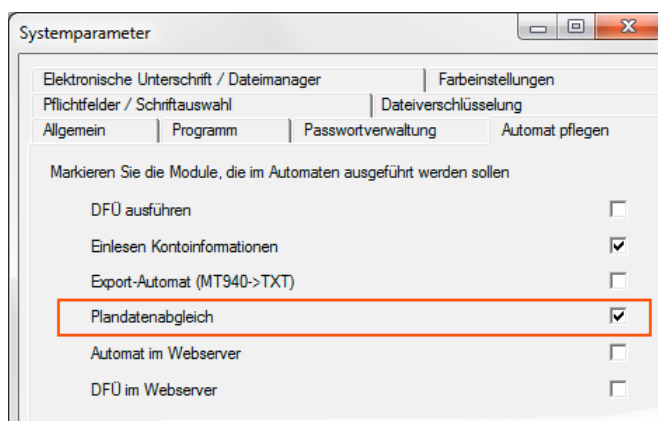 Systemparameter
Elektronische Unterschrift / Dateimanager Farbeinstellungen
Pflichtfelder / Schriftauswahl Dateiverschlüsselung
Allgemein Programm Passwortverwaltung Automat pflegen
Markieren Sie die Module, die im Automaten ausgeführt werden sollen
DFÜ ausführen
Einlesen Kontoinformationen
Export-Automat (MT940->TXT)
Plandatenabgleich
Automat im Webserver
DFÜ im Webserver